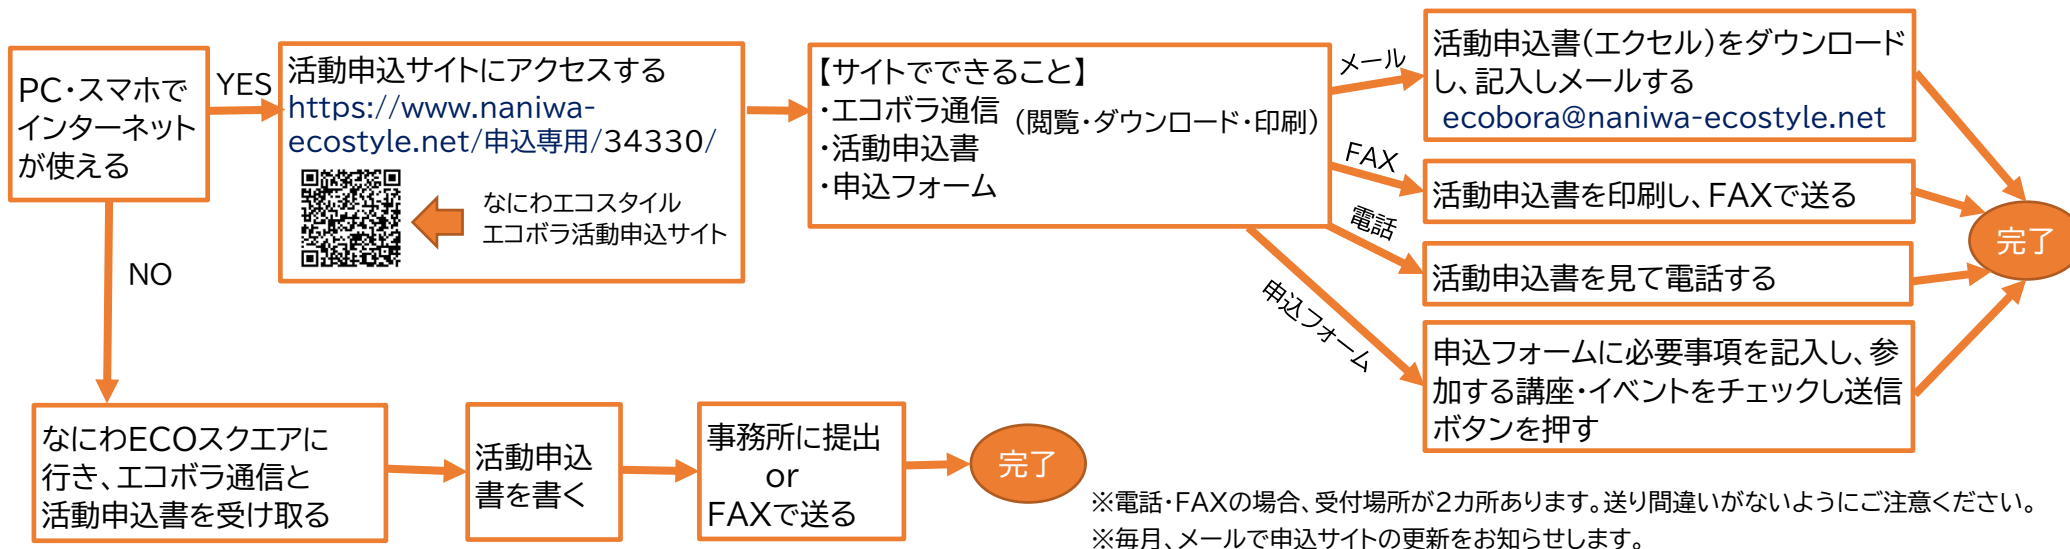 PC・スマホで
インターネット
が使える
YES
活動申込サイトにアクセスする
https://www.naniwa-
ecostyle.net/申込専用/34330/
なにわエコスタイル
エコボラ活動申込サイト
【サイトでできること】
・エコボラ通信
・活動申込書
(閲覧・ダウンロード・印刷)
・申込フォーム
メール
活動申込書(エクセル)をダウンロード
し、記入しメールする
ecobora@naniwa-ecostyle.net
FAX
活動申込書を印刷し、FAXで送る
電話
活動申込書を見て電話する
申込フォーム
申込フォームに必要事項を記入し、参
加する講座・イベントをチェックし送信
ボタンを押す
完了
NO
なにわECOスクエアに
行き、エコボラ通信と
活動申込書を受け取る
活動申込
書を書く
事務所に提出
or
FAXで送る
完了
※電話・FAXの場合、受付場所が2カ所あります。送り間違いがないようにご注意ください。
※毎月、メールで申込サイトの更新をお知らせします。